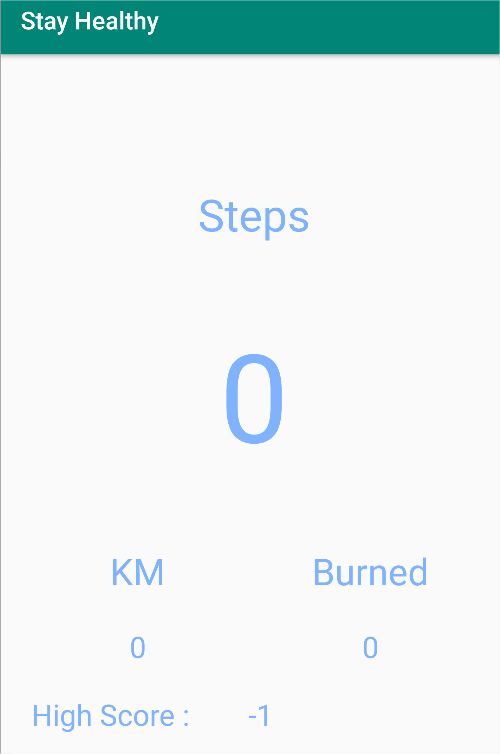 Stay Healthy
Steps
0
KM Burned
0 0
High Score : -1